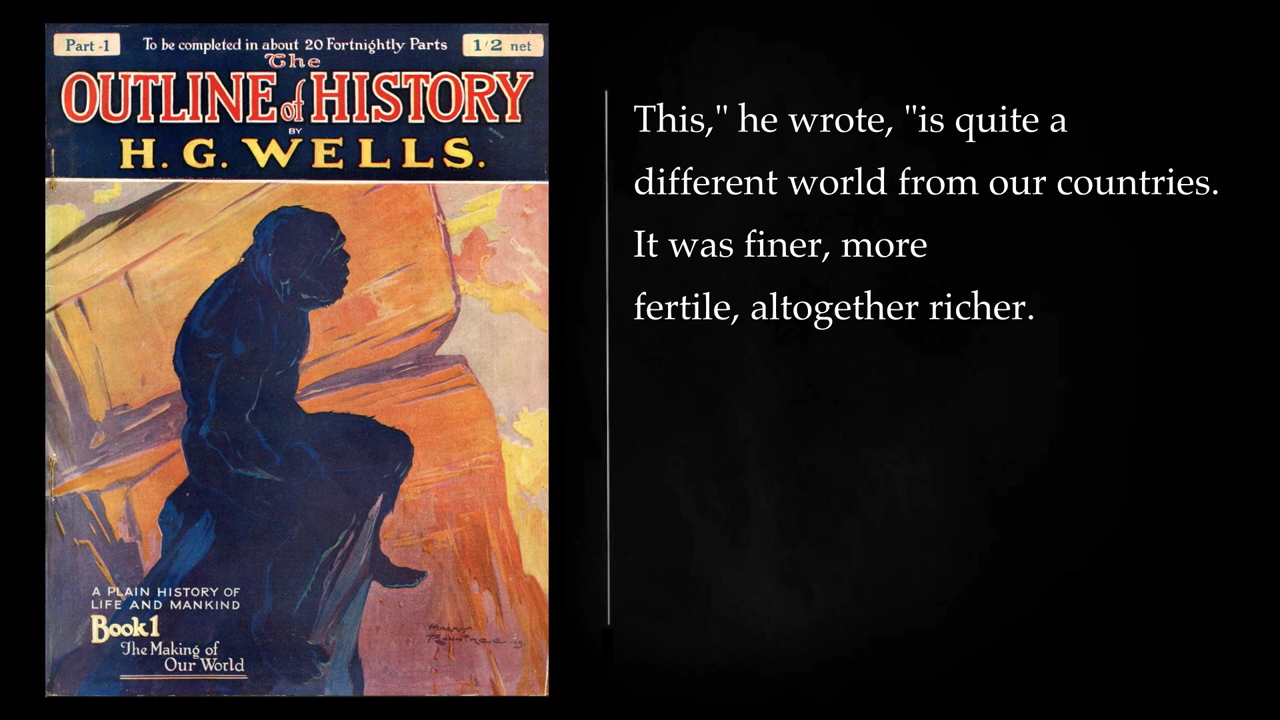 Part -1
To be completed in about 20 Fortnightly Parts
1/2 net
The
OUTLINE of HISTORY
BY
H. G. WELLS.
A PLAIN HISTORY OF
LIFE AND MANKIND
Book 1
The Making of
Our World
This," he wrote, "is quite a
different world from our countries.
It was finer, more
fertile, altogether richer.